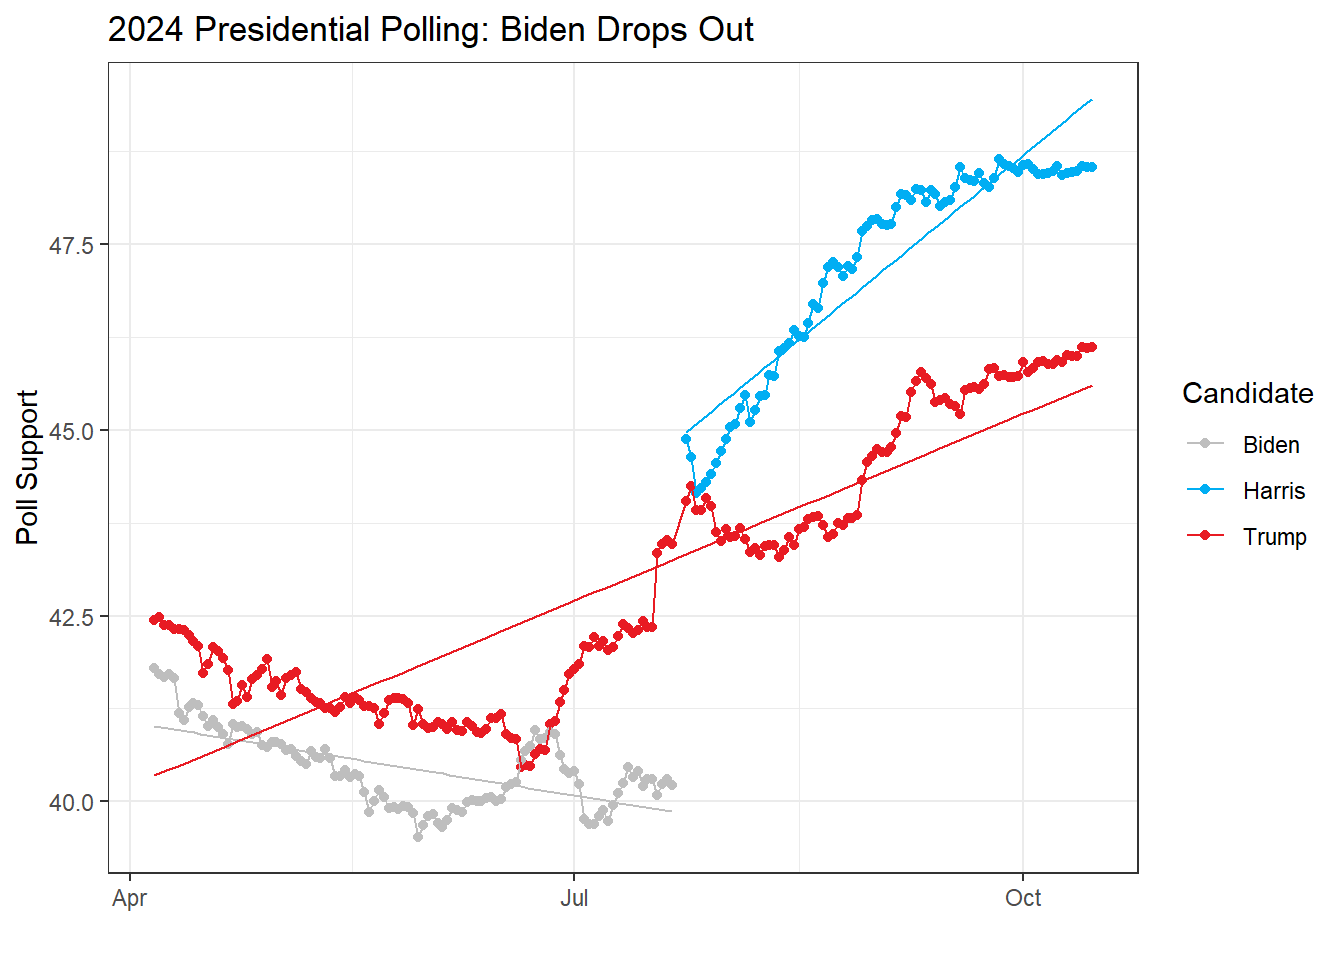 2024 Presidential Polling: Biden Drops Out
Poll Support
47.5
45.0
42.5
40.0
Apr
Jul
Oct
Candidate
Biden
Harris
Trump